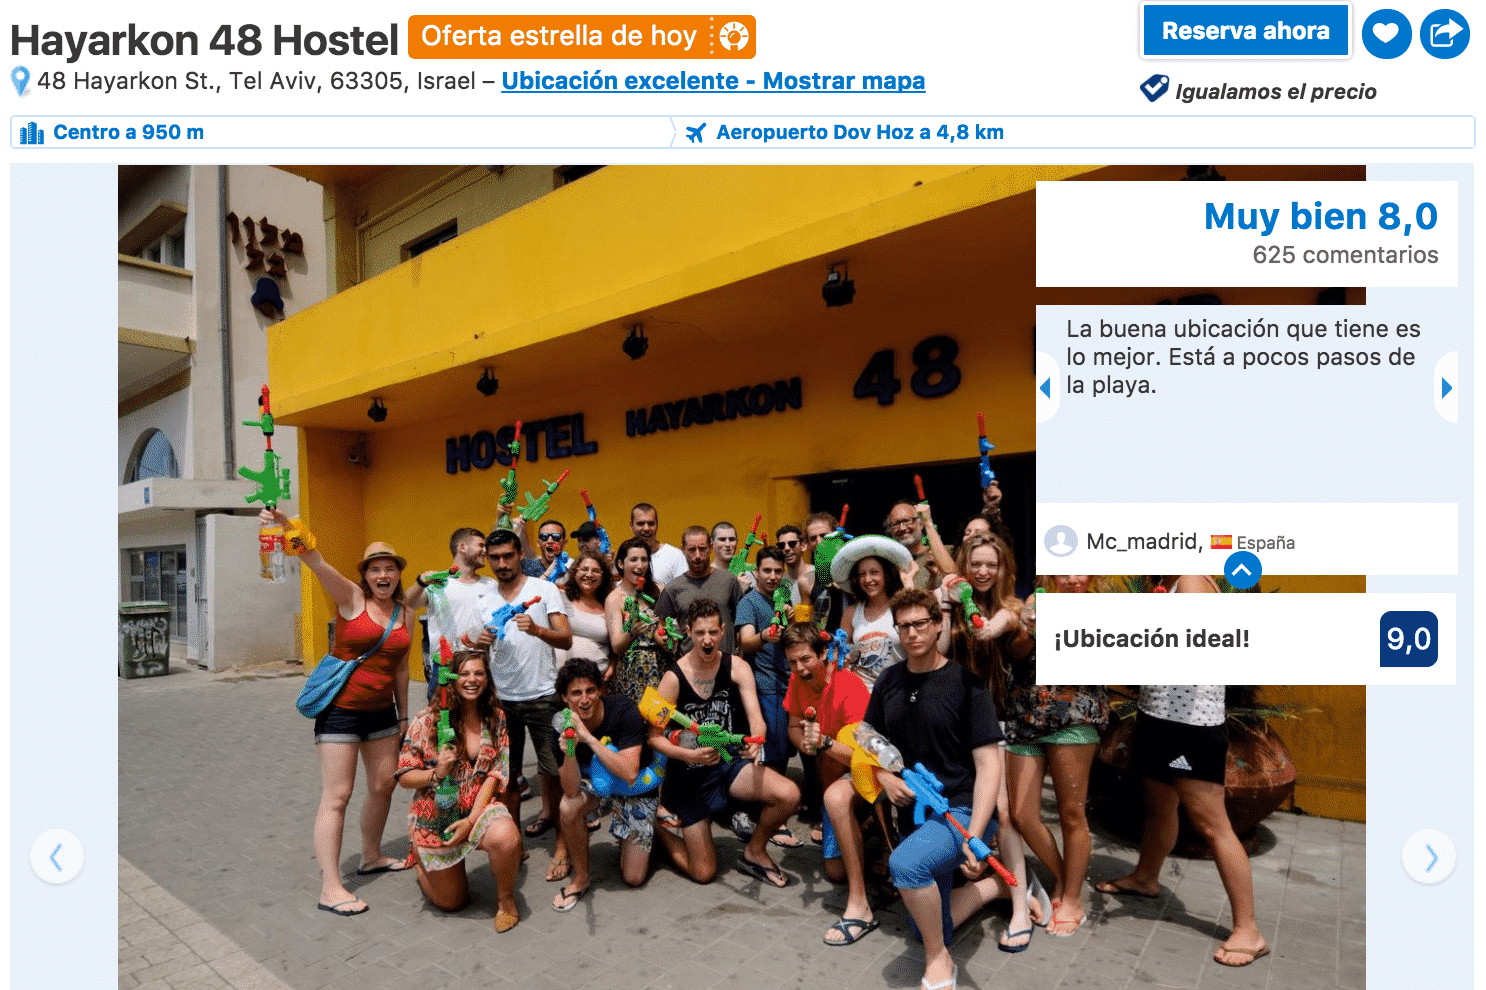 Hayarkon 48 Hostel
Oferta estrella de hoy
Reserva ahora
48 Hayarkon St., Tel Aviv, 63305, Israel – Ubicación excelente - Mostrar mapa
Igualamos el precio
Centro a 950 m
Aeropuerto Dov Hoz a 4,8 km
מלון
בל
HOSTEL HAYARKON 48
Muy bien 8,0
625 comentarios
La buena ubicación que tiene es
lo mejor. Está a pocos pasos de
la playa.
Mc_madrid, España
¡Ubicación ideal!
9,0